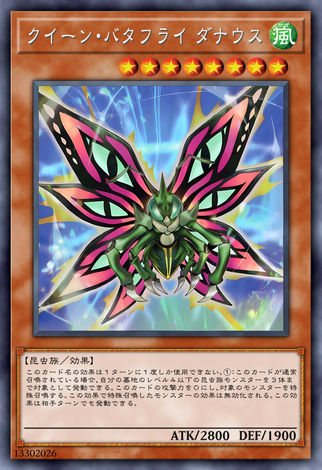 クイーン・バタフライ ダナウス
風
【昆虫族／効果】
このカード名の効果は１ターンに１度しか使用できない。①：このカードが通常
召喚されている場合、自分の墓地のレベル４以下の昆虫族モンスターを３体まで
対象として発動できる。このカードの攻撃力を０にし、対象のモンスターを特
殊召喚する。この効果で特殊召喚したモンスターの効果は無効化される。この効
果は相手ターンでも発動できる。
ATK/2800 DEF/1900
13302026